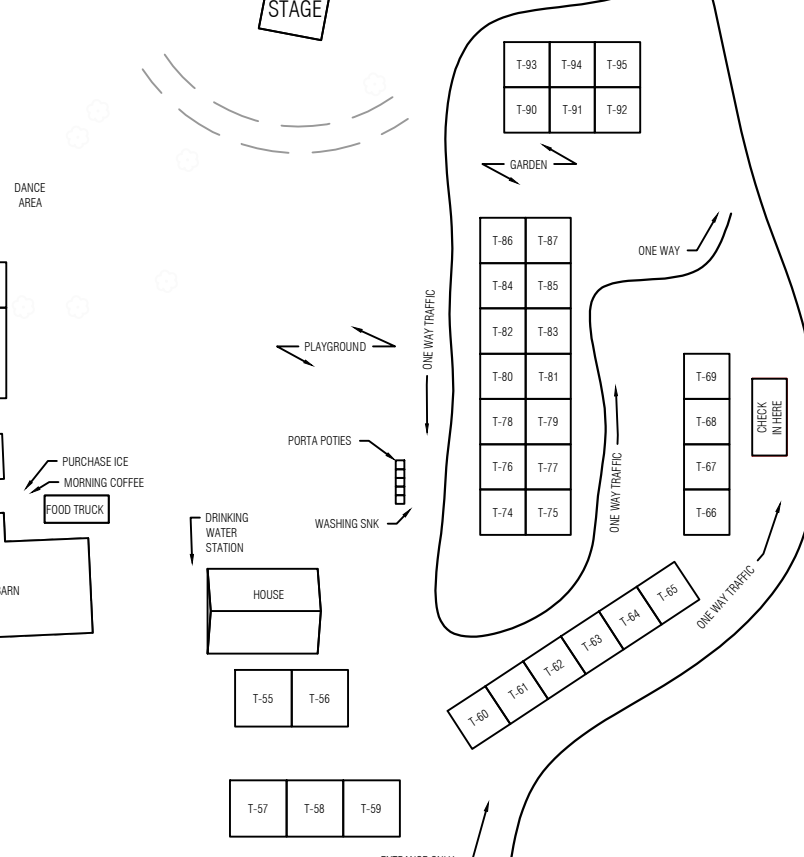 STAGE
T-93 T-94 T-95
T-90 T-91 T-92
GARDEN
DANCE
AREA
T-86 T-87
ONE WAY
T-84 T-85
ONE WAY TRAFFIC
T-82 T-83
PLAYGROUND
T-80 T-81
T-69
CHECK
IN HERE
T-78 T-79
T-68
PORTA POTIES
PURCHASE ICE
T-76 T-77
T-67
MORNING COFFEE
ONE WAY TRAFFIC
FOOD TRUCK
T-74 T-75
T-66
DRINKING
WATER
STATION
WASHING SNK
BARN
HOUSE
ONE WAY TRAFFIC
T-65
T-64
T-63
T-62
T-61
T-60
T-55 T-56
T-57 T-58 T-59